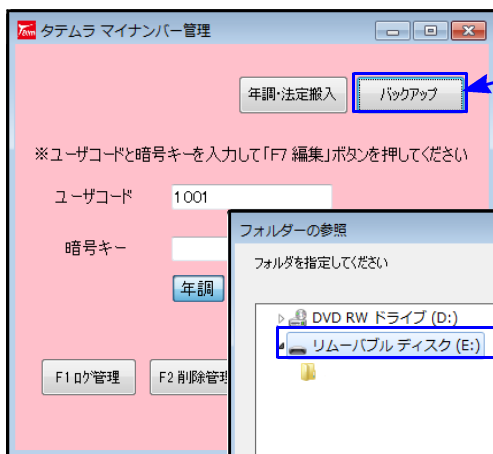 タテムラ マイナンバー管理
年調・法定搬入
バックアップ
※ユーザコードと暗号キーを入力して「F7 編集」ボタンを押してください
ユーザコード
1001
暗号キー
年調
F1 ログ管理
F2 削除管理
フォルダーの参照
フォルダを指定してください
DVD RW ドライブ (D:)
リムーバブル ディスク (E:)